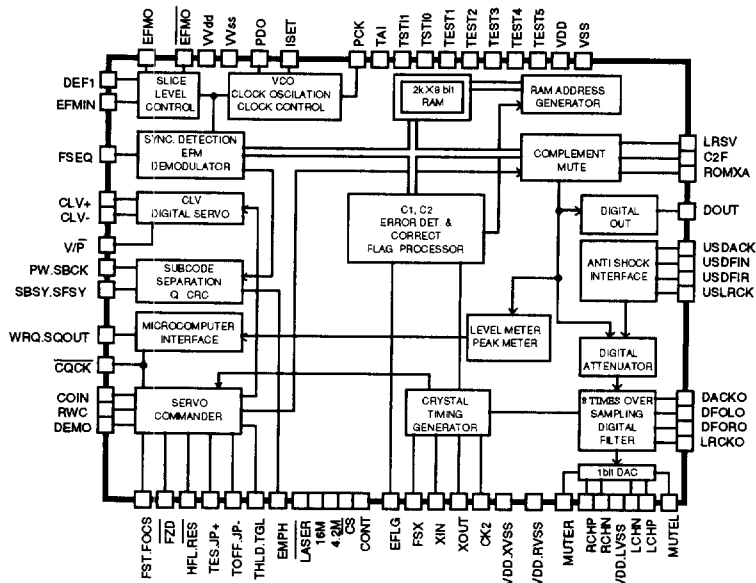 EFMO
EFMO
VVdd
VVss
PDO
ISET
PCK
TAI
TSTI1
TSTI0
TEST1
TEST2
TEST3
TEST4
TEST5
VDD
VSS
DEF1
EFMIN
FSEQ
CLV+
CLV-
V/P
PW.SBCK
SBSY.SFSY
WRQ.SQOUT
CQCK
COIN
RWC
DEMO
SLICE
LEVEL
CONTROL
VCO
CLOCK OSCILATION
CLOCK CONTROL
2k X8 bit
RAM
RAM ADDRESS
GENERATOR
SYNC. DETECTION
EFM
DEMODULATOR
COMPLEMENT
MUTE
CLV
DIGITAL SERVO
C1, C2
ERROR DET. &
CORRECT
FLAG PROCESSOR
DIGITAL
OUT
SUBCODE
SEPARATION
Q CRC
ANTI SHOCK
INTERFACE
MICROCOMPUTER
INTERFACE
LEVEL METER
PEAK METER
DIGITAL
ATTENUATOR
SERVO
COMMANDER
CRYSTAL
TIMING
GENERATOR
8 TIMES OVER
SAMPLING
DIGITAL
FILTER
1bit DAC
LRSV
C2F
ROMXA
DOUT
USDACK
USDFIN
USDFIR
USLRCK
DACKO
DFOLO
DFORO
LRCKO
FST.FOCS
FZD
HFL.RES
TES.JP+
TOFF.JP-
THLD.TGL
EMPH
LASER
16M
4.2M
CS
CONT
EFLG
FSX
XIN
XOUT
CK2
VDD.XVSS
VDD.RVSS
MUTER
RCHP
RCHN
VDD.LVSS
LCHN
LCHP
MUTEL